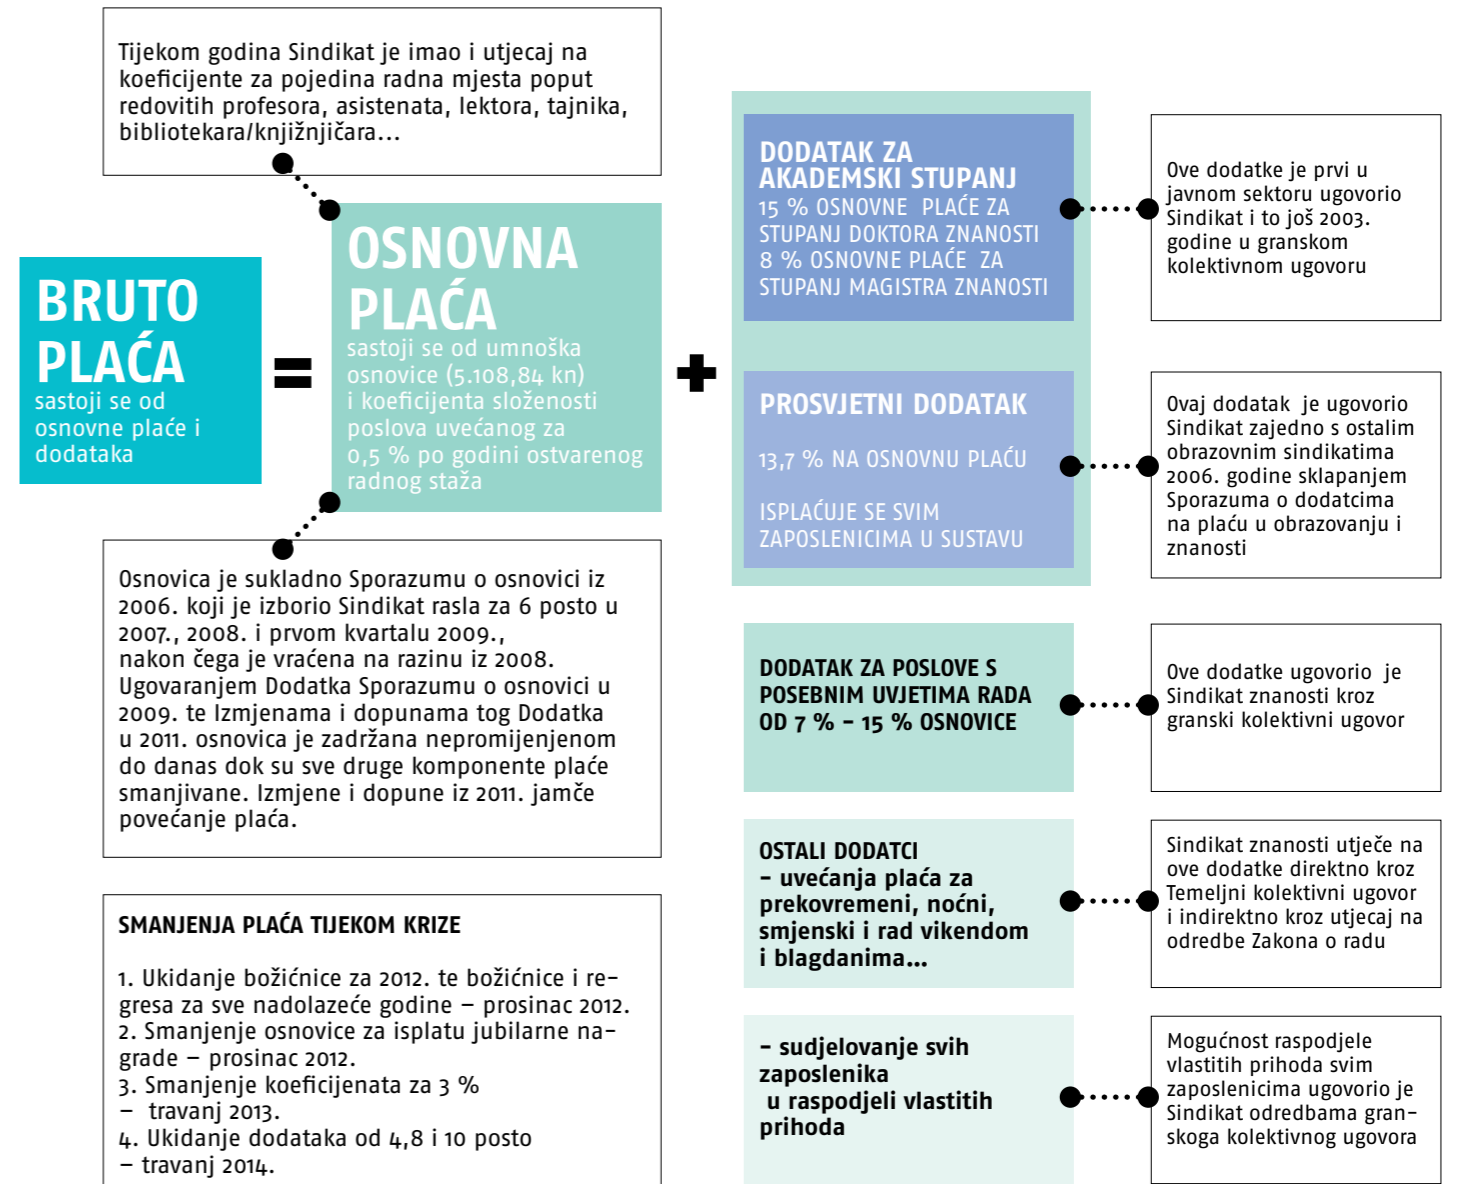 Tijekom godina Sindikat je imao i utjecaj na
koeficijente za pojedina radna mjesta poput
redovitih profesora, asistenata, lektora, tajnika,
bibliotekara/knjižnjičara...
BRUTO
PLAĆA
sastoji se od
osnovne plaće i
dodataka
=
OSNOVNA
PLAĆA
sastoji se od umnoška
osnovice (5.108,84 kn)
i koeficijenta složenosti
poslova uvećanog za
0,5 % po godini ostvarenog
radnog staža
+
Osnovica je sukladno Sporazumu o osnovici iz
2006. koji je izborio Sindikat rasla za 6 posto u
2007., 2008. i prvom kvartalu 2009.,
nakon čega je vraćena na razinu iz 2008.
Ugovaranjem Dodatka Sporazumu o osnovici u
2009. te Izmjenama i dopunama tog Dodatka
u 2011. osnovica je zadržana nepromijenjenom
do danas dok su sve druge komponente plaće
smanjivane. Izmjene i dopune iz 2011. jamče
povećanje plaća.
SMANJENJA PLAĆA TIJEKOM KRIZE
1. Ukidanje božićnice za 2012. te božićnice i re-
gresa za sve nadolazeće godine – prosinac 2012.
2. Smanjenje osnovice za isplatu jubilarne na-
grade – prosinac 2012.
3. Smanjenje koeficijenata za 3 %
– travanj 2013.
4. Ukidanje dodataka od 4,8 i 10 posto
– travanj 2014.
DODATAK ZA
AKADEMSKI STUPANJ
15 % OSNOVNE PLAĆE ZA
STUPANJ DOKTORA ZNANOSTI
8 % OSNOVNE PLAĆE ZA
STUPANJ MAGISTRA ZNANOSTI
Ove dodatke je prvi u
javnom sektoru ugovorio
Sindikat i to još 2003.
godine u granskom
kolektivnom ugovoru
PROSVJETNI DODATAK
13,7 % NA OSNOVNU PLAĆU
ISPLAĆUJE SE SVIM
ZAPOSLENICIMA U SUSTAVU
Ovaj dodatak je ugovorio
Sindikat zajedno s ostalim
obrazovnim sindikatima
2006. godine sklapanjem
Sporazuma o dodatcima
na plaću u obrazovanju i
znanosti
DODATAK ZA POSLOVE S
POSEBNIM UVJETIMA RADA
OD 7 % – 15 % OSNOVICE
Ove dodatke ugovorio je
Sindikat znanosti kroz
granski kolektivni ugovor
OSTALI DODATCI
– uvećanja plaća za
prekovremeni, noćni,
smjenski i rad vikendom
i blagdanima...
Sindikat znanosti utječe na
ove dodatke direktno kroz
Temeljni kolektivni ugovor
i indirektno kroz utjecaj na
odredbe Zakona o radu
– sudjelovanje svih
zaposlenika
u raspodjeli vlastitih
prihoda
Mogućnost raspodjele
vlastitih prihoda svim
zaposlenicima ugovorio je
Sindikat odredbama gran-
skoga kolektivnog ugovora